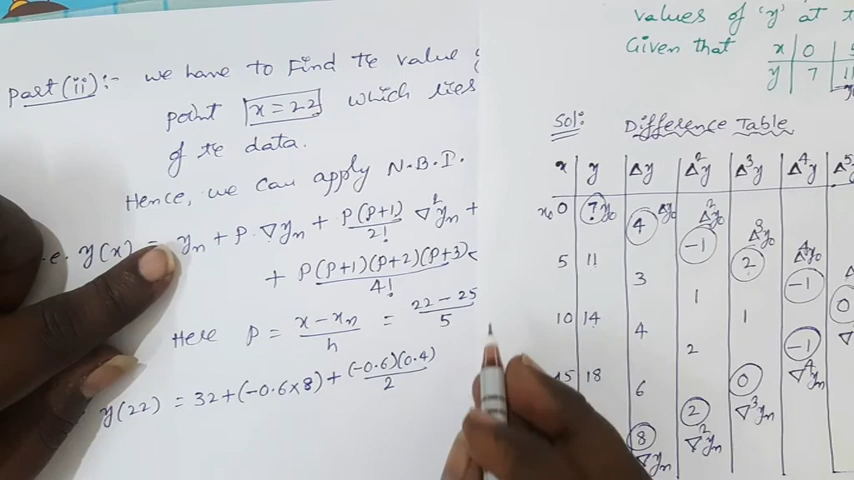 Part(ii):- we have to Find te value
point x = 22 which lies
of te data.
Hence, we can apply N.B.I.
e. y(x) = yn + P.∇yn + P(P+1)/2! ∇²yn +
+ P(P+1)(P+2)(P+3)/4!
Here P = x-xn/h = 22-25/5
y(22) = 32+(-0.6×8)+(-0.6)(0.4)/2
values of 'y' at
Given that x 0
y 7
Sol: Difference Table
x y Δy Δ²y Δ³y Δ⁴y Δ⁵
x0 0 7 y0
4 Δy0
-1 Δ²y0
5 11
3
2 Δ³y0
1
-1 Δ⁴y0
0
10 14
4
1
2
-1 ∇⁴yn
15 18
6
0 ∇³yn
2 ∇²yn
8 ∇yn